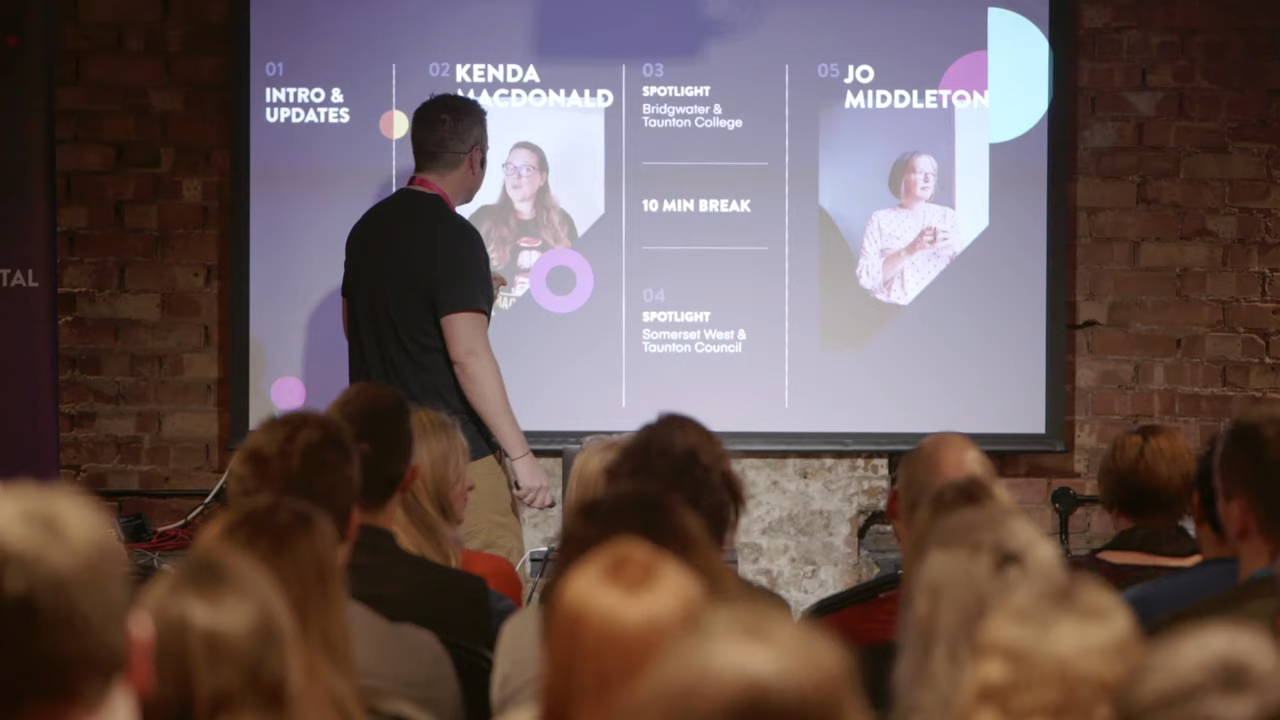 01
INTRO &
UPDATES
02 KENDA
MACDONALD
03
SPOTLIGHT
Bridgwater &
Taunton College
10 MIN BREAK
04
SPOTLIGHT
Somerset West &
Taunton Council
05 JO
MIDDLETON
TAL